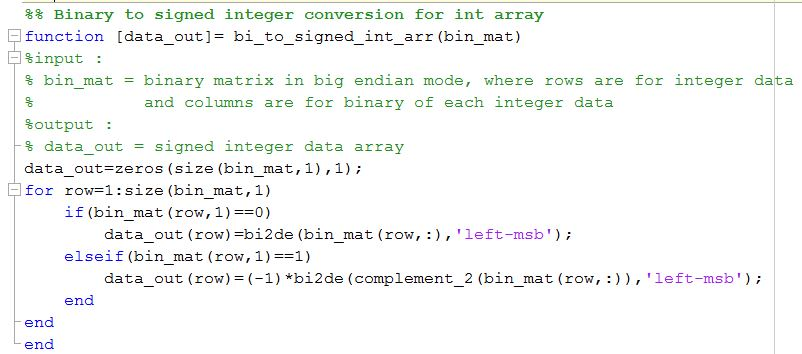 %% Binary to signed integer conversion for int array
function [data_out]= bi_to_signed_int_arr(bin_mat)
%input :
% bin_mat = binary matrix in big endian mode, where rows are for integer data
%           and columns are for binary of each integer data
%output :
% data_out = signed integer data array
data_out=zeros(size(bin_mat,1),1);
for row=1:size(bin_mat,1)
    if(bin_mat(row,1)==0)
        data_out(row)=bi2de(bin_mat(row,:),'left-msb');
    elseif(bin_mat(row,1)==1)
        data_out(row)=(-1)*bi2de(complement_2(bin_mat(row,:)),'left-msb');
    end
end
end